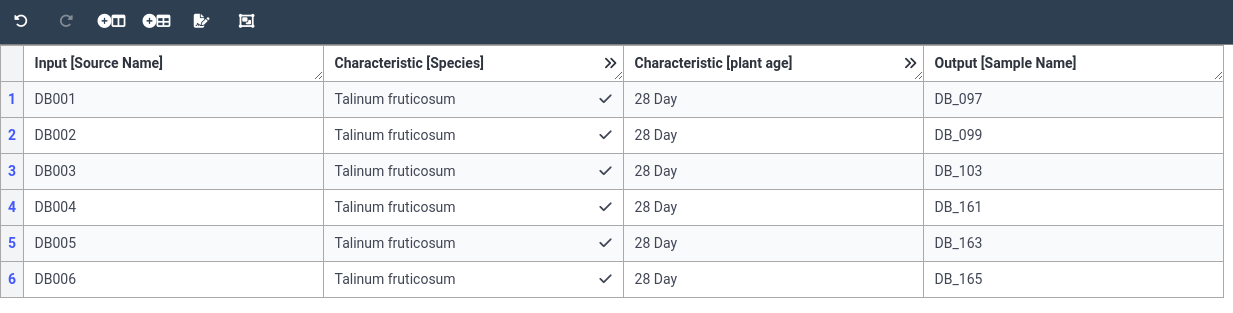 Input [Source Name] Characteristic [Species] Characteristic [plant age] Output [Sample Name]
1 DB001 Talinum fruticosum 28 Day DB_097
2 DB002 Talinum fruticosum 28 Day DB_099
3 DB003 Talinum fruticosum 28 Day DB_103
4 DB004 Talinum fruticosum 28 Day DB_161
5 DB005 Talinum fruticosum 28 Day DB_163
6 DB006 Talinum fruticosum 28 Day DB_165